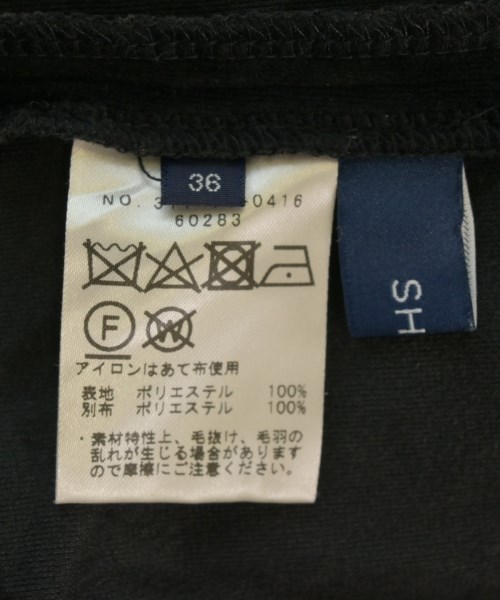 36
NO. 0416
60283
F
W
アイロンはあて布使用
表地 ポリエステル 100%
別布 ポリエステル 100%
・素材特性上、毛抜け、毛羽の
乱れが生じる場合があります
ので摩擦にご注意ください。
SH